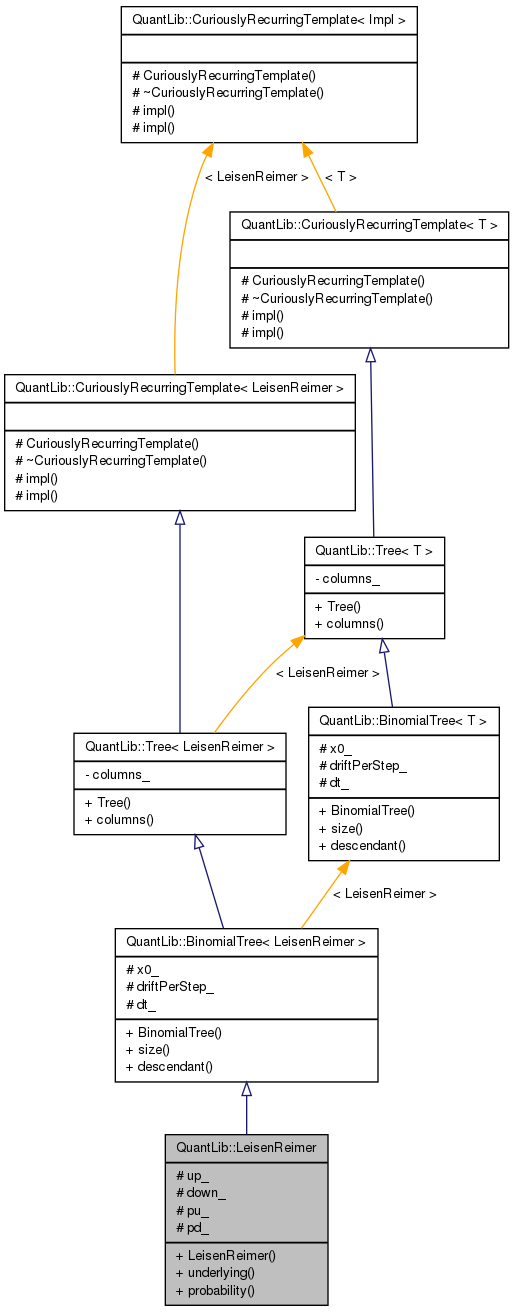 QuantLib::CuriouslyRecurringTemplate< Impl >
# CuriouslyRecurringTemplate()
# ~CuriouslyRecurringTemplate()
# impl()
# impl()
< LeisenReimer >
< T >
QuantLib::CuriouslyRecurringTemplate< T >
# CuriouslyRecurringTemplate()
# ~CuriouslyRecurringTemplate()
# impl()
# impl()
QuantLib::CuriouslyRecurringTemplate< LeisenReimer >
# CuriouslyRecurringTemplate()
# ~CuriouslyRecurringTemplate()
# impl()
# impl()
QuantLib::Tree< T >
- columns_
+ Tree()
+ columns()
< LeisenReimer >
QuantLib::BinomialTree< T >
# x0_
# driftPerStep_
# dt_
+ BinomialTree()
+ size()
+ descendant()
QuantLib::Tree< LeisenReimer >
- columns_
+ Tree()
+ columns()
< LeisenReimer >
QuantLib::BinomialTree< LeisenReimer >
# x0_
# driftPerStep_
# dt_
+ BinomialTree()
+ size()
+ descendant()
QuantLib::LeisenReimer
# up_
# down_
# pu_
# pd_
+ LeisenReimer()
+ underlying()
+ probability()